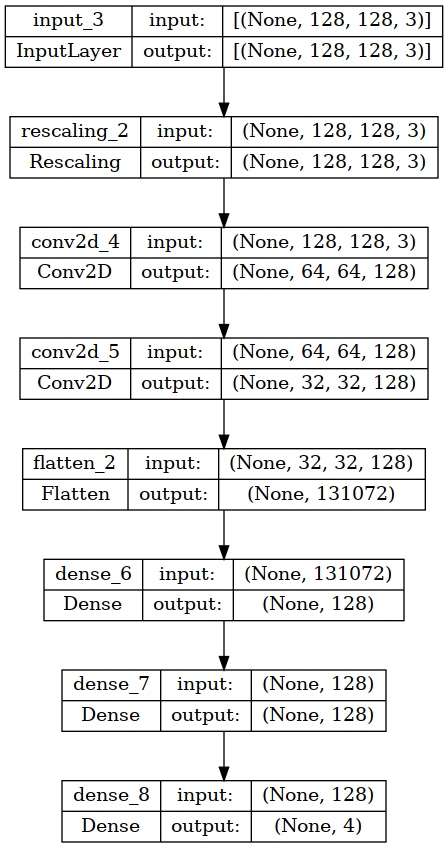 input_3 input: [(None, 128, 128, 3)]
InputLayer output: [(None, 128, 128, 3)]
rescaling_2 input: (None, 128, 128, 3)
Rescaling output: (None, 128, 128, 3)
conv2d_4 input: (None, 128, 128, 3)
Conv2D output: (None, 64, 64, 128)
conv2d_5 input: (None, 64, 64, 128)
Conv2D output: (None, 32, 32, 128)
flatten_2 input: (None, 32, 32, 128)
Flatten output: (None, 131072)
dense_6 input: (None, 131072)
Dense output: (None, 128)
dense_7 input: (None, 128)
Dense output: (None, 128)
dense_8 input: (None, 128)
Dense output: (None, 4)